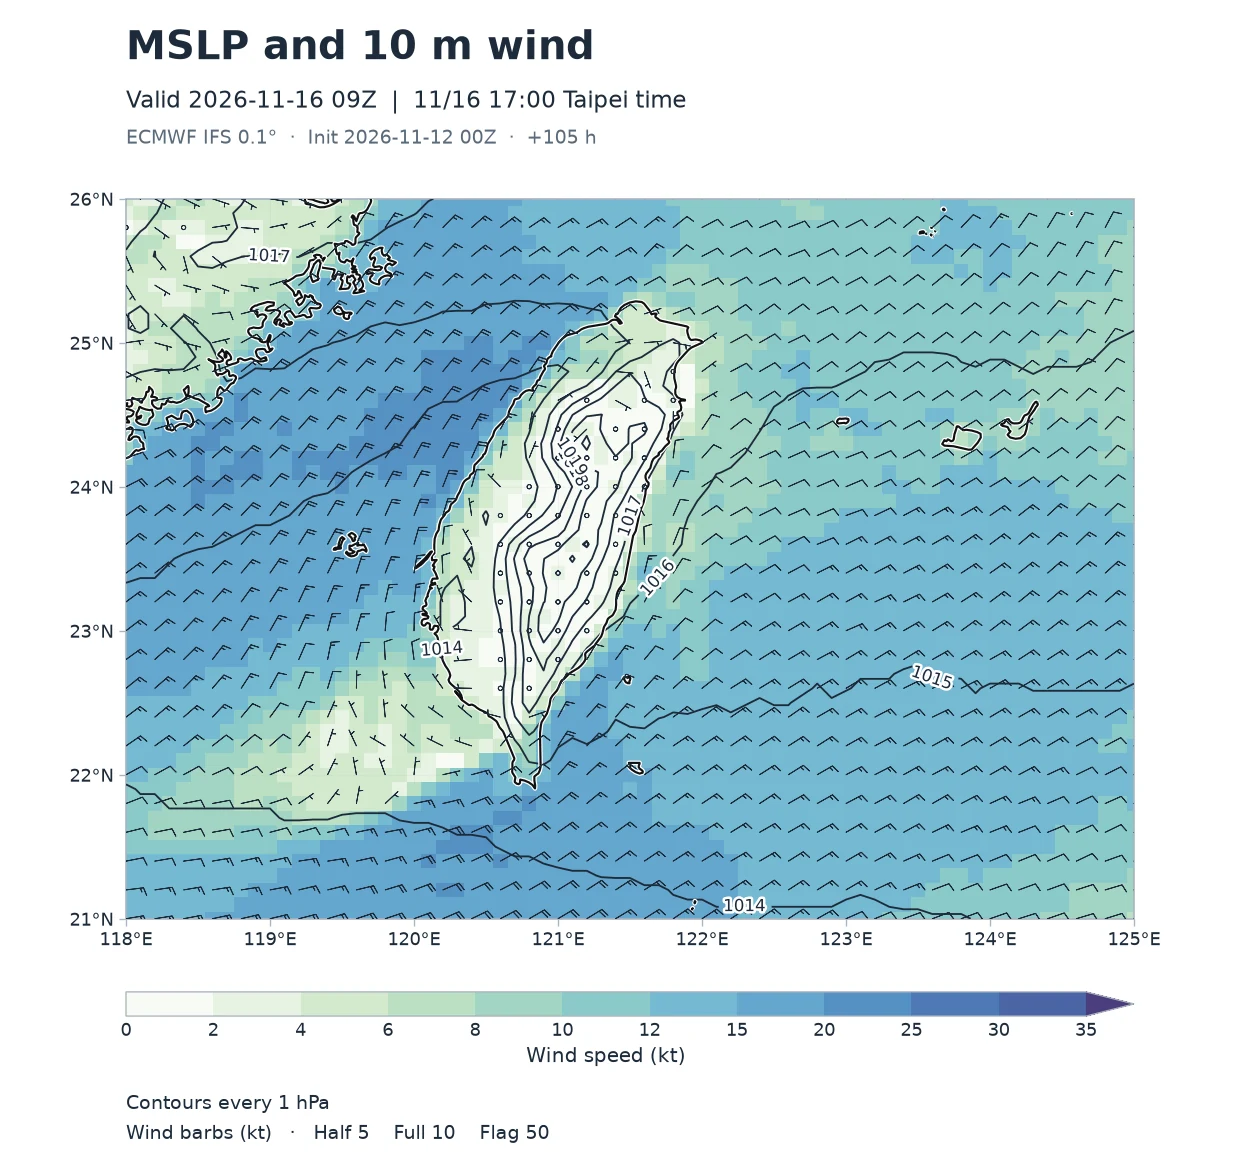 MSLP and 10 m wind
Valid 2026-11-16 09Z | 11/16 17:00 Taipei time
ECMWF IFS 0.1° · Init 2026-11-12 00Z · +105 h
26°N
1017
25°N
24°N
1017
1016
23°N
1014
1015
22°N
1014
21°N
118°E 119°E 120°E 121°E 122°E 123°E 124°E 125°E
0 2 4 6 8 10 12 15 20 25 30 35
Wind speed (kt)
Contours every 1 hPa
Wind barbs (kt) · Half 5 Full 10 Flag 50